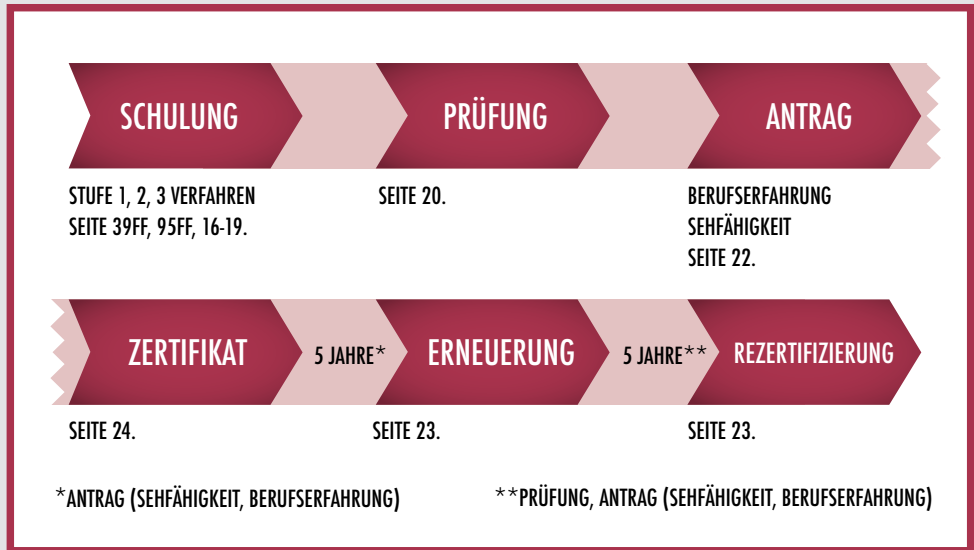 SCHULUNG
PRÜFUNG
ANTRAG
STUFE 1, 2, 3 VERFAHREN
SEITE 39FF, 95FF, 16-19.
SEITE 20.
BERUFSERFAHRUNG
SEHFÄHIGKEIT
SEITE 22.
ZERTIFIKAT
5 JAHRE*
ERNEUERUNG
5 JAHRE**
REZERTIFIZIERUNG
SEITE 24.
SEITE 23.
SEITE 23.
*ANTRAG (SEHFÄHIGKEIT, BERUFSERFAHRUNG)
**PRÜFUNG, ANTRAG (SEHFÄHIGKEIT, BERUFSERFAHRUNG)